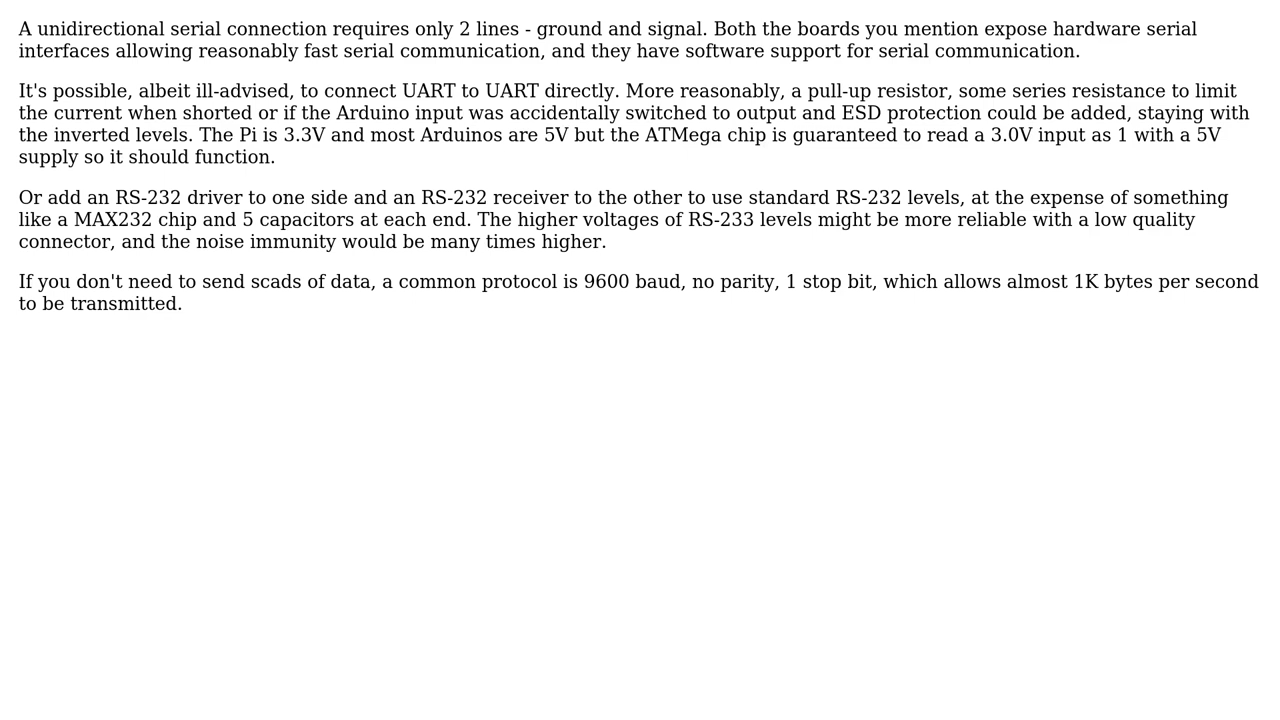 A unidirectional serial connection requires only 2 lines - ground and signal. Both the boards you mention expose hardware serial
interfaces allowing reasonably fast serial communication, and they have software support for serial communication.
It's possible, albeit ill-advised, to connect UART to UART directly. More reasonably, a pull-up resistor, some series resistance to limit
the current when shorted or if the Arduino input was accidentally switched to output and ESD protection could be added, staying with
the inverted levels. The Pi is 3.3V and most Arduinos are 5V but the ATMega chip is guaranteed to read a 3.0V input as 1 with a 5V
supply so it should function.
Or add an RS-232 driver to one side and an RS-232 receiver to the other to use standard RS-232 levels, at the expense of something
like a MAX232 chip and 5 capacitors at each end. The higher voltages of RS-233 levels might be more reliable with a low quality
connector, and the noise immunity would be many times higher.
If you don't need to send scads of data, a common protocol is 9600 baud, no parity, 1 stop bit, which allows almost 1K bytes per second
to be transmitted.